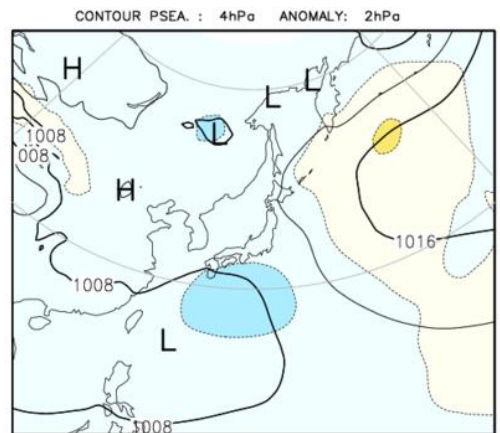 CONTOUR PSEA. : 4hPa ANOMALY: 2hPa
H
L
L
1008
L
008
H
1016
1008
L
1008